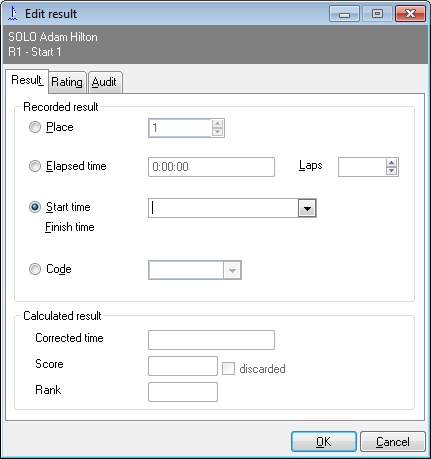 Edit result
SOLO Adam Hilton
R1 - Start 1
Result Rating Audit
Recorded result
Place 1
Elapsed time 0:00:00 Laps
Start time
Finish time
Code
Calculated result
Corrected time
Score discarded
Rank
OK Cancel